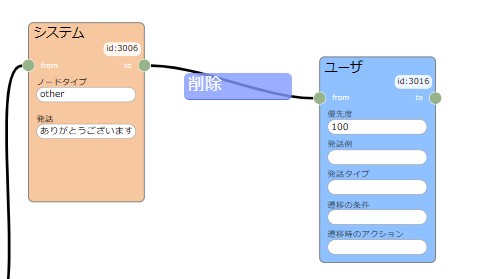 システム
id:3006
from
to
ノードタイプ
other
発話
ありがとうございます
削除
ユーザ
id:3016
from
to
優先度
100
発話例
発話タイプ
遷移の条件
遷移時のアクション